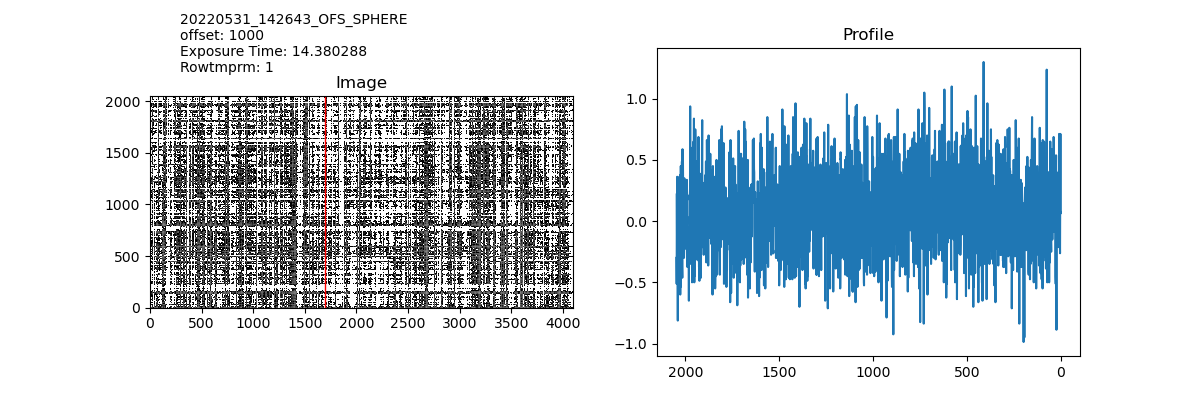 20220531_142643_OFS_SPHERE
offset: 1000
Exposure Time: 14.380288
Rowtmprm: 1
Image
2000
1500
1000
500
0
0 500 1000 1500 2000 2500 3000 3500 4000
Profile
1.0
0.5
0.0
−0.5
−1.0
2000 1500 1000 500 0